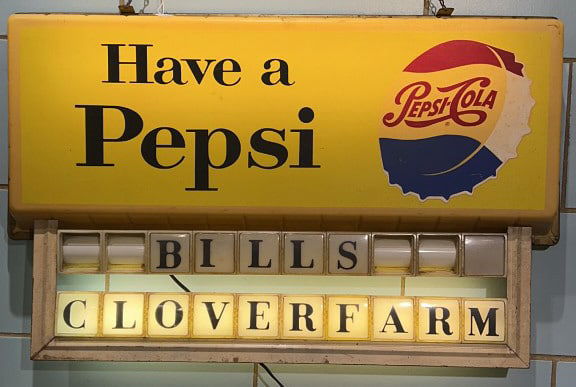 Have a
Pepsi
PEPSI-COLA
BILLS
CLOVERFARM